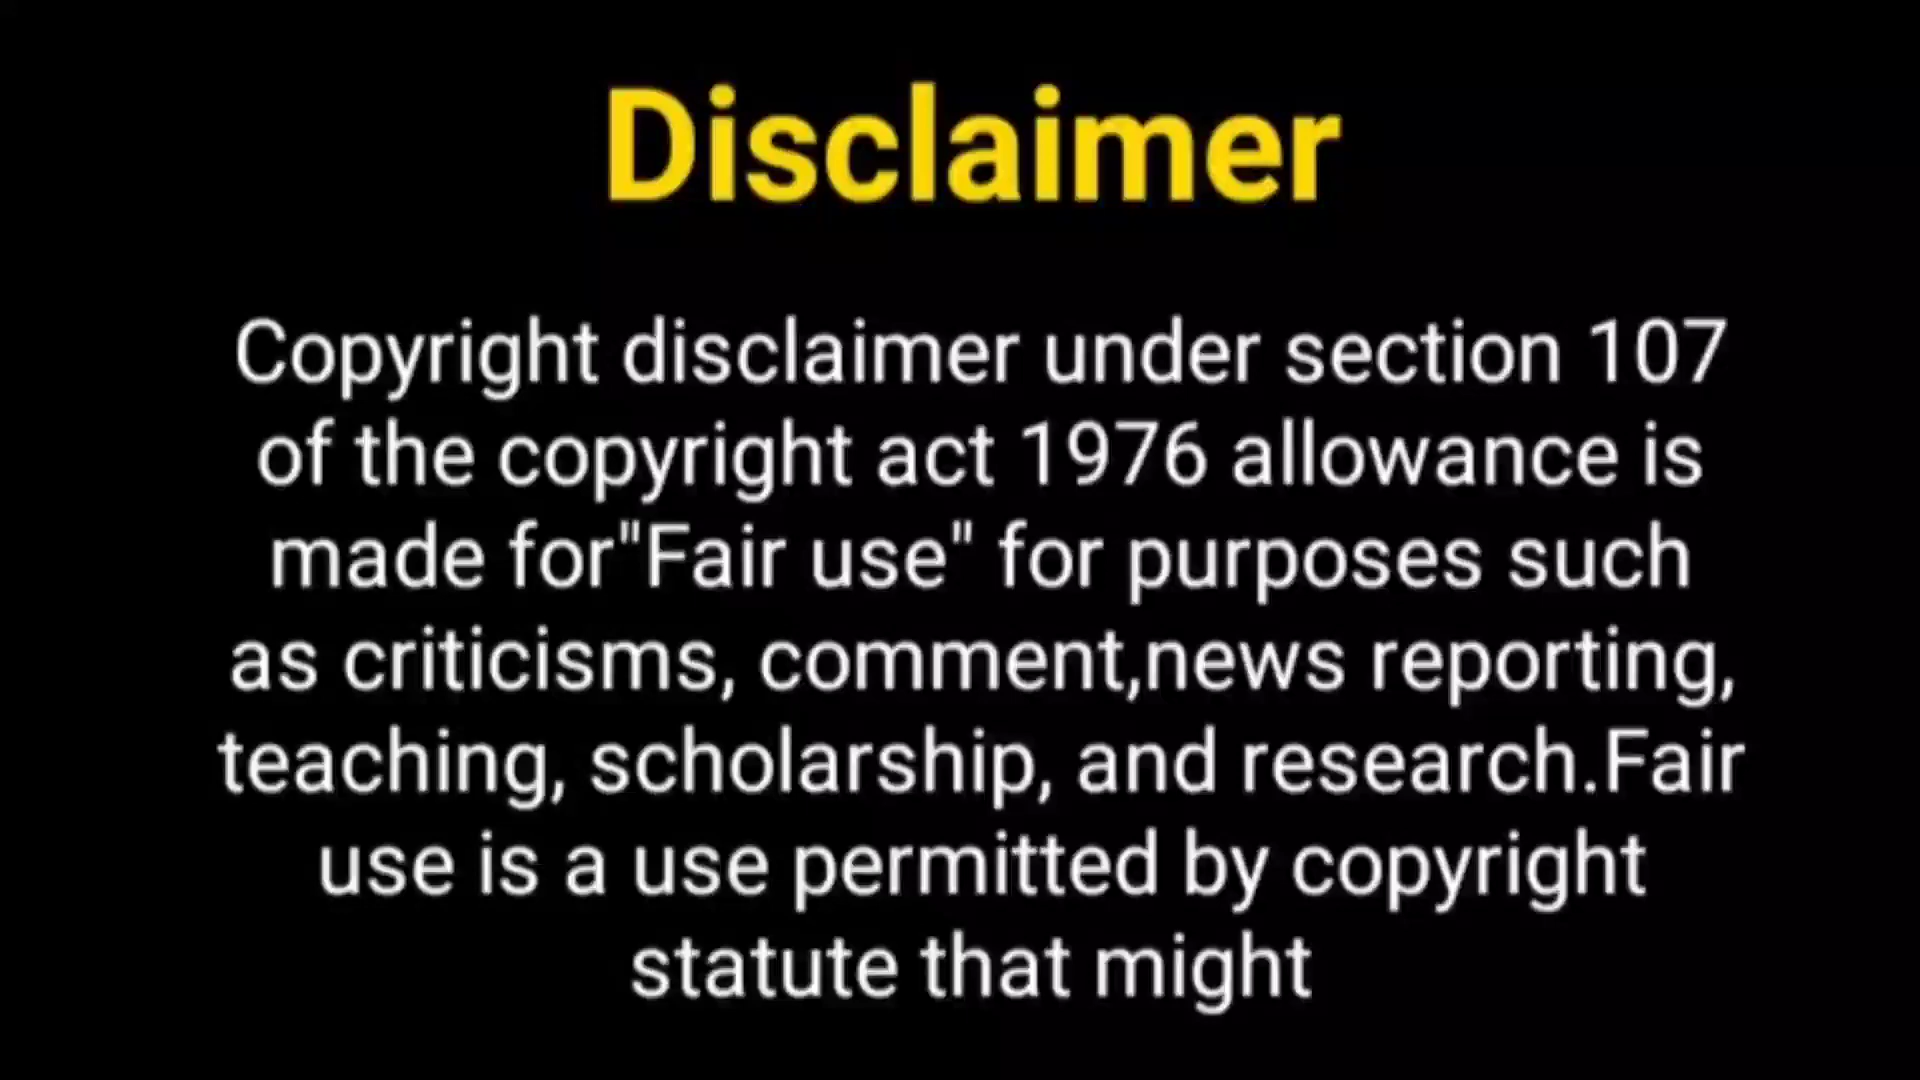 Disclaimer
Copyright disclaimer under section 107
of the copyright act 1976 allowance is
made for"Fair use" for purposes such
as criticisms, comment,news reporting,
teaching, scholarship, and research.Fair
use is a use permitted by copyright
statute that might